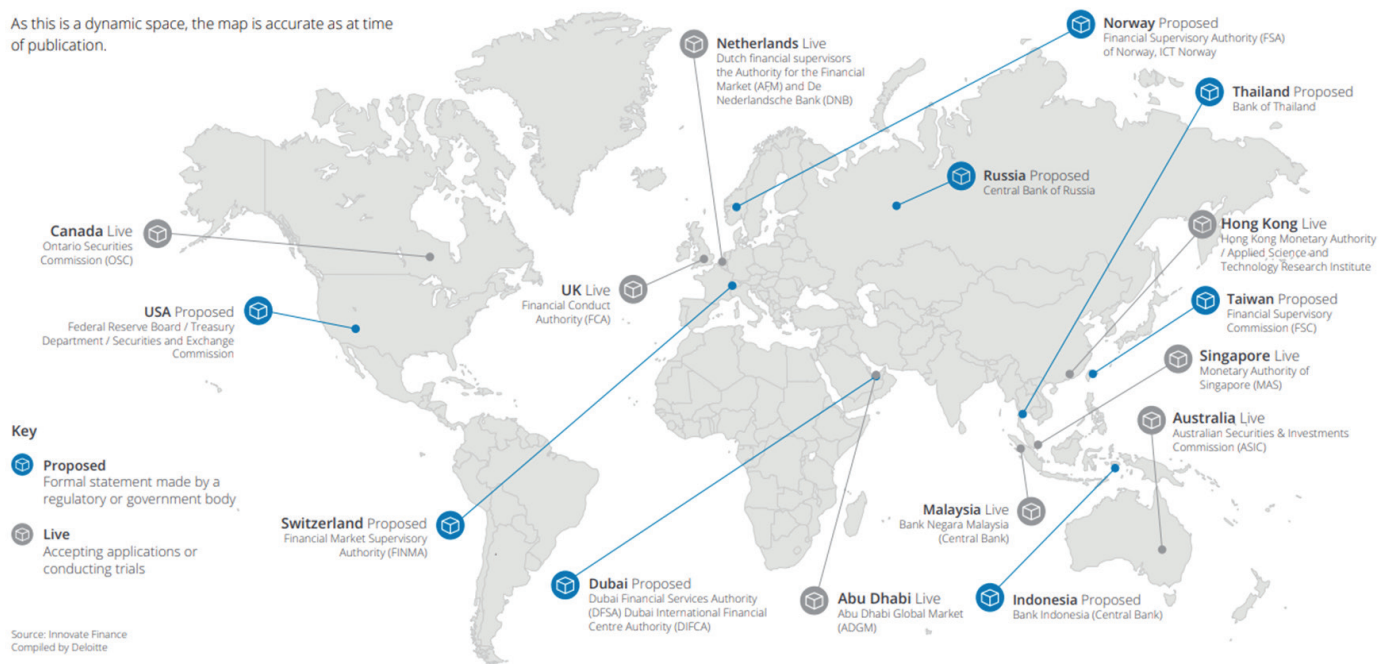 As this is a dynamic space, the map is accurate as at time
of publication.
Netherlands Live
Dutch financial supervisors
the Authority for the Financial
Market (AFM) and De
Nederlandsche Bank (DNB)
Norway Proposed
Financial Supervisory Authority (FSA)
of Norway, ICT Norway
Thailand Proposed
Bank of Thailand
Russia Proposed
Central Bank of Russia
Canada Live
Ontario Securities
Commission (OSC)
Hong Kong Live
Hong Kong Monetary Authority
/ Applied Science and
Technology Research Institute
UK Live
Financial Conduct
Authority (FCA)
USA Proposed
Federal Reserve Board / Treasury
Department / Securities and Exchange
Commission
Taiwan Proposed
Financial Supervisory
Commission (FSC)
Singapore Live
Monetary Authority of
Singapore (MAS)
Australia Live
Australian Securities & Investments
Commission (ASIC)
Key
Proposed
Formal statement made by a
regulatory or government body
Live
Accepting applications or
conducting trials
Switzerland Proposed
Financial Market Supervisory
Authority (FINMA)
Malaysia Live
Bank Negara Malaysia
(Central Bank)
Dubai Proposed
Dubai Financial Services Authority
(DFSA) Dubai International Financial
Centre Authority (DIFCA)
Abu Dhabi Live
Abu Dhabi Global Market
(ADGM)
Indonesia Proposed
Bank Indonesia (Central Bank)
Source: Innovate Finance
Compiled by Deloitte